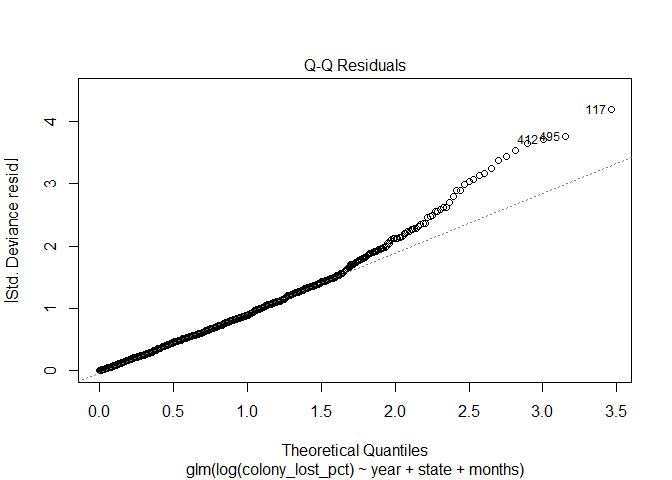 Q-Q Residuals
|Std. Deviance resid.|
4
3
2
1
0
117
412
495
0.0 0.5 1.0 1.5 2.0 2.5 3.0 3.5
Theoretical Quantiles
glm(log(colony_lost_pct) ~ year + state + months)